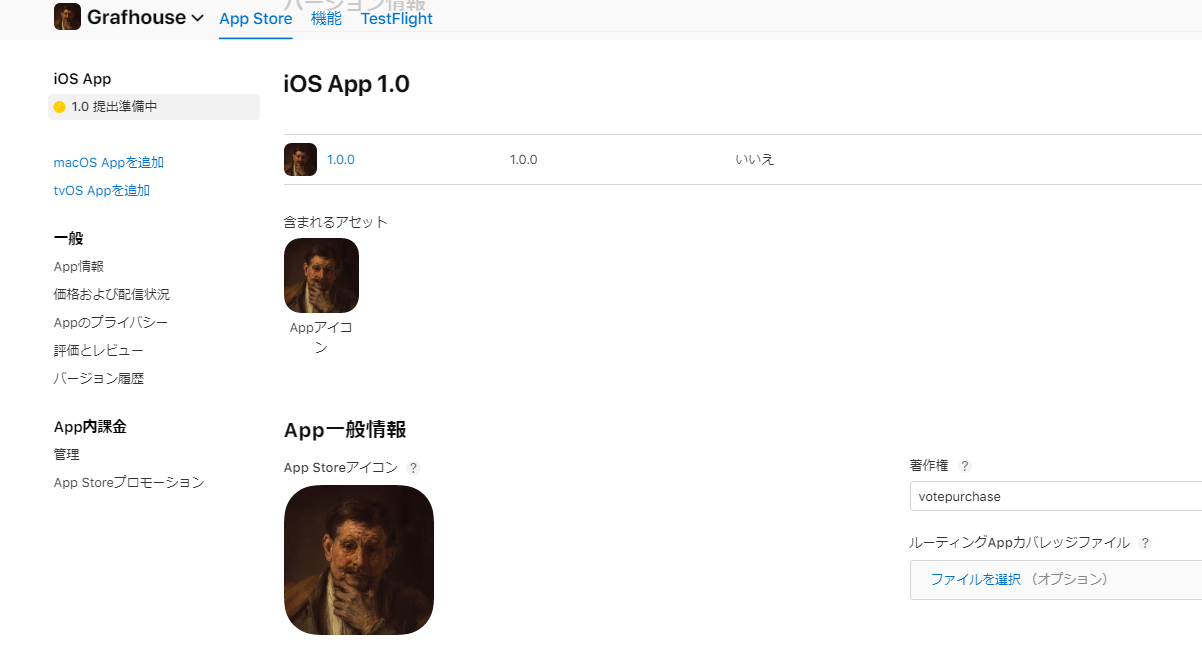 バージョン情報
Grafhouse
App Store 機能 TestFlight
iOS App
1.0 提出準備中
macOS Appを追加
tvOS Appを追加
一般
App情報
価格および配信状況
Appのプライバシー
評価とレビュー
バージョン履歴
App内課金
管理
App Storeプロモーション
iOS App 1.0
1.0.0 1.0.0 いいえ
含まれるアセット
Appアイコ
ン
App一般情報
App Storeアイコン ?
著作権 ?
votepurchase
ルーティングAppカバレッジファイル ?
ファイルを選択 （オプション）